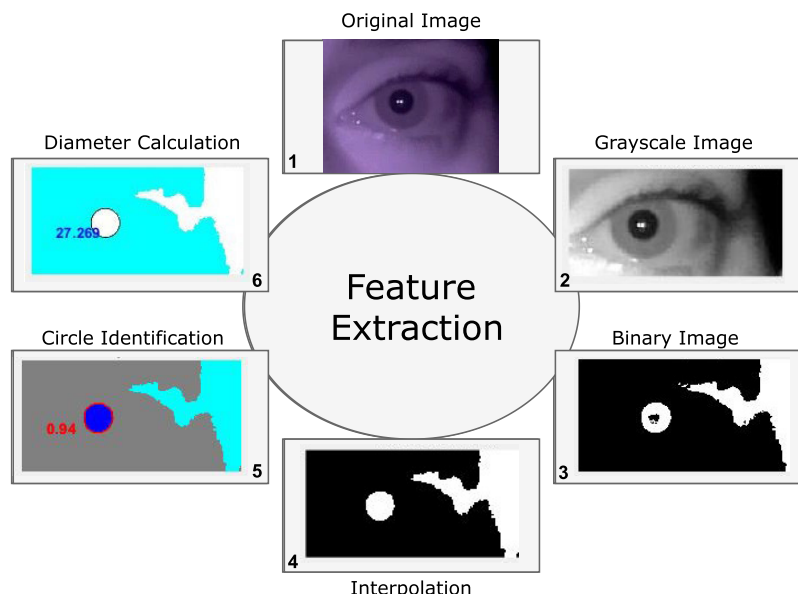 Original Image
1
Grayscale Image
2
Binary Image
3
Interpolation
4
Circle Identification
0.94
5
Diameter Calculation
27.269
6
Feature
Extraction